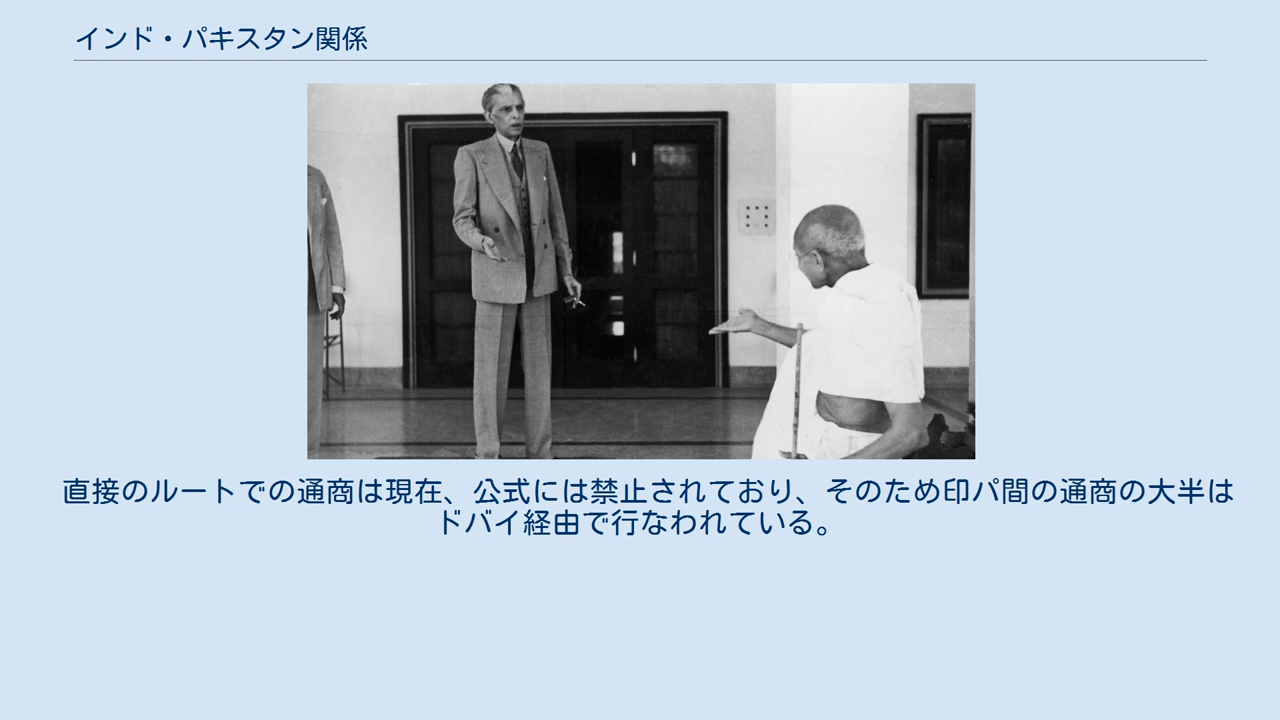 インド・パキスタン関係
直接のルートでの通商は現在、公式には禁止されており、そのため印パ間の通商の大半は
ドバイ経由で行なわれている。